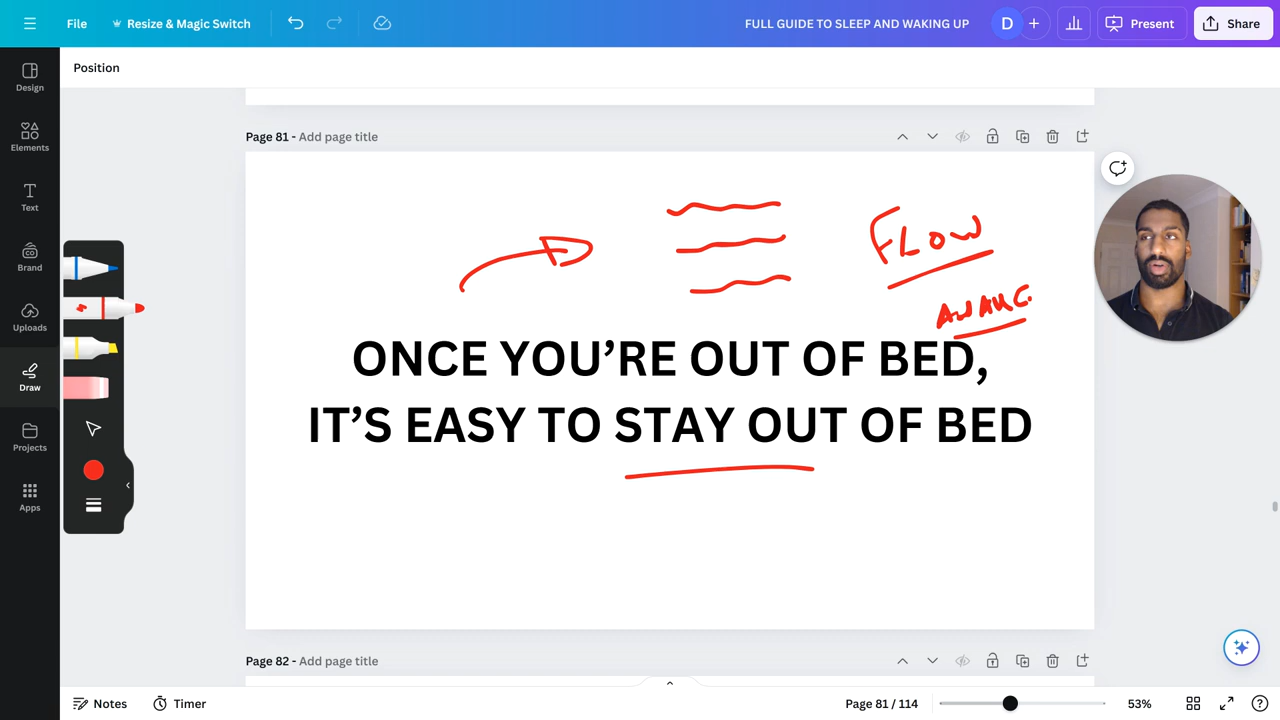 File
Resize & Magic Switch
FULL GUIDE TO SLEEP AND WAKING UP
D
Present
Share
Position
Design
Elements
Text
Brand
Uploads
Draw
Projects
Apps
Page 81 - Add page title
FLOW
AWAKE
ONCE YOU’RE OUT OF BED,
IT’S EASY TO STAY OUT OF BED
Page 82 - Add page title
Notes
Timer
Page 81 / 114
53%